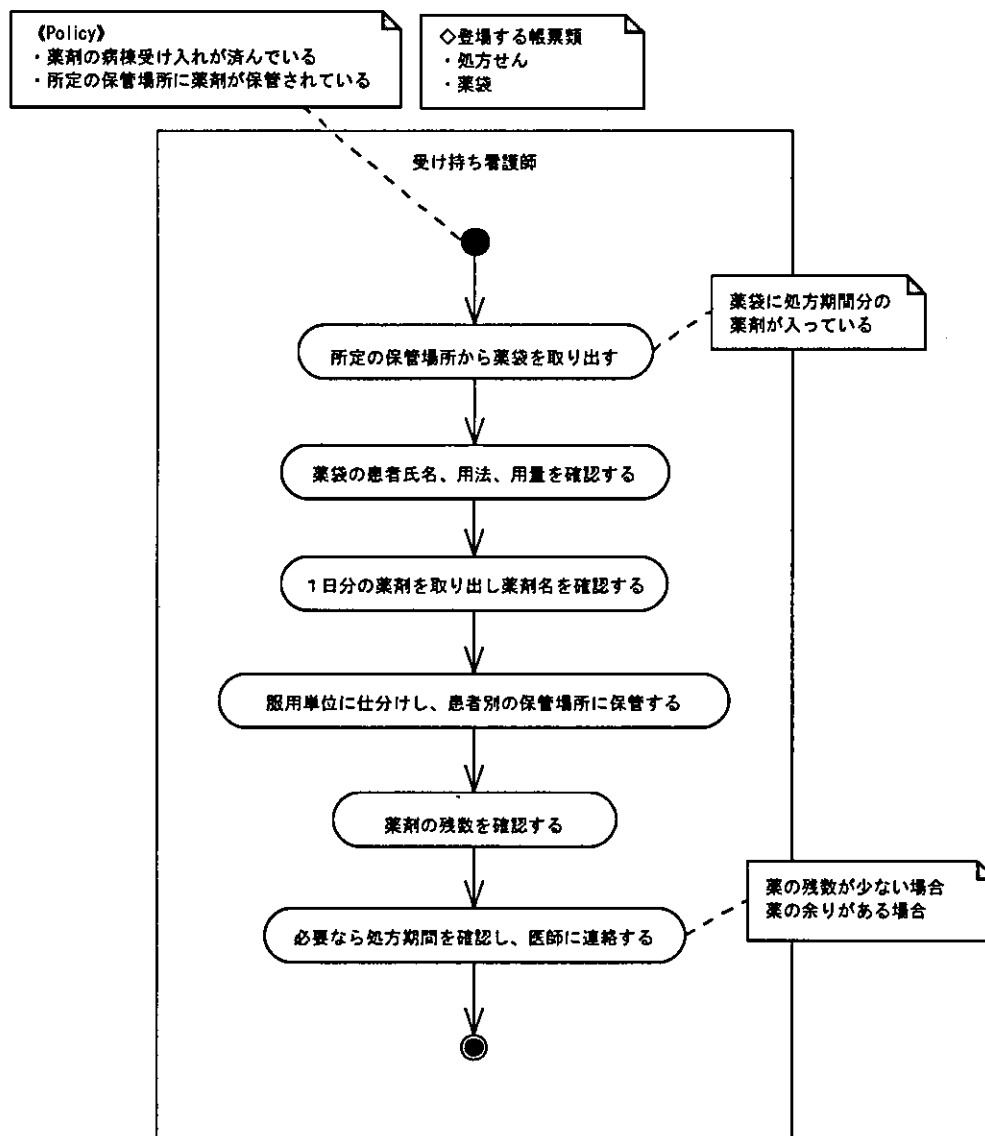 《Policy》
・薬剤の病棟受け入れが済んでいる
・所定の保管場所に薬剤が保管されている
◇登場する帳票類
・処方せん
・薬袋
受け持ち看護師
薬袋に処方期間分の
薬剤が入っている
所定の保管場所から薬袋を取り出す
薬袋の患者氏名、用法、用量を確認する
1日分の薬剤を取り出し薬剤名を確認する
服用単位に仕分けし、患者別の保管場所に保管する
薬剤の残数を確認する
薬の残数が少ない場合
薬の余りがある場合
必要なら処方期間を確認し、医師に連絡する